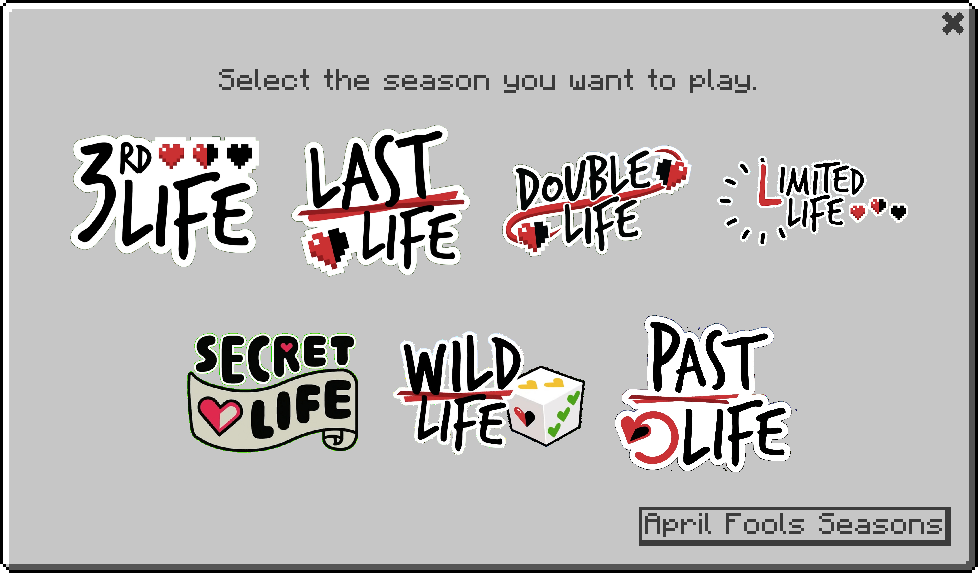 Select the season you want to play.
3RD LIFE
LAST LIFE
DOUBLE LIFE
LIMITED LIFE
SECRET LIFE
WILD LIFE
PAST LIFE
April Fools Seasons